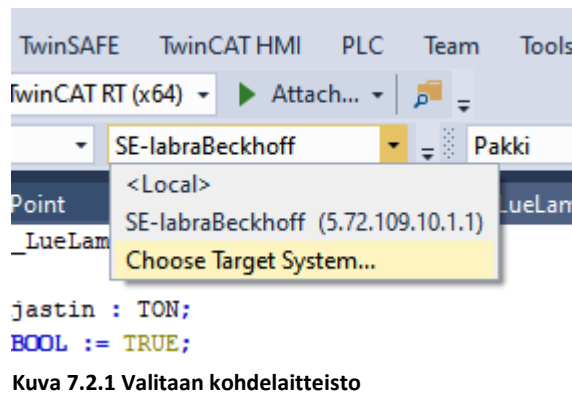 TwinSAFE TwinCAT HMI PLC Team Tools
TwinCAT RT (x64) Attach...
SE-labraBeckhoff Pakki
<Local>
Point LueLam
SE-labraBeckhoff (5.72.109.10.1.1)
_LueLam
Choose Target System...
jastin : TON;
BOOL := TRUE;
Kuva 7.2.1 Valitaan kohdelaitteisto